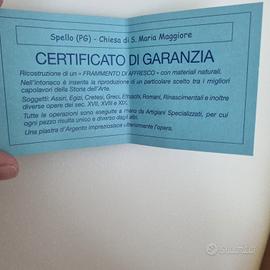 Spello (PG) - Chiesa di S. Maria Maggiore
CERTIFICATO DI GARANZIA
Ricostruzione di un «FRAMMENTO DI AFFRESCO» con materiali naturali.
Nell'intonaco è inserita la riproduzione di un particolare scelto tra i migliori
capolavori della Storia dell'Arte.
Soggetti: Assiri, Egizi, Cretesi, Greci, Etruschi, Romani, Rinascimentali e inoltre
diverse opere dei sec. XVII, XVIII e XIX.
Tutte le operazioni sono eseguite a mano da Artigiani Specializzati, per cui
ogni pezzo risulta unico e diverso dagli altri.
Una piastra d'Argento impreziosisce ulteriormente l'opera.
subito